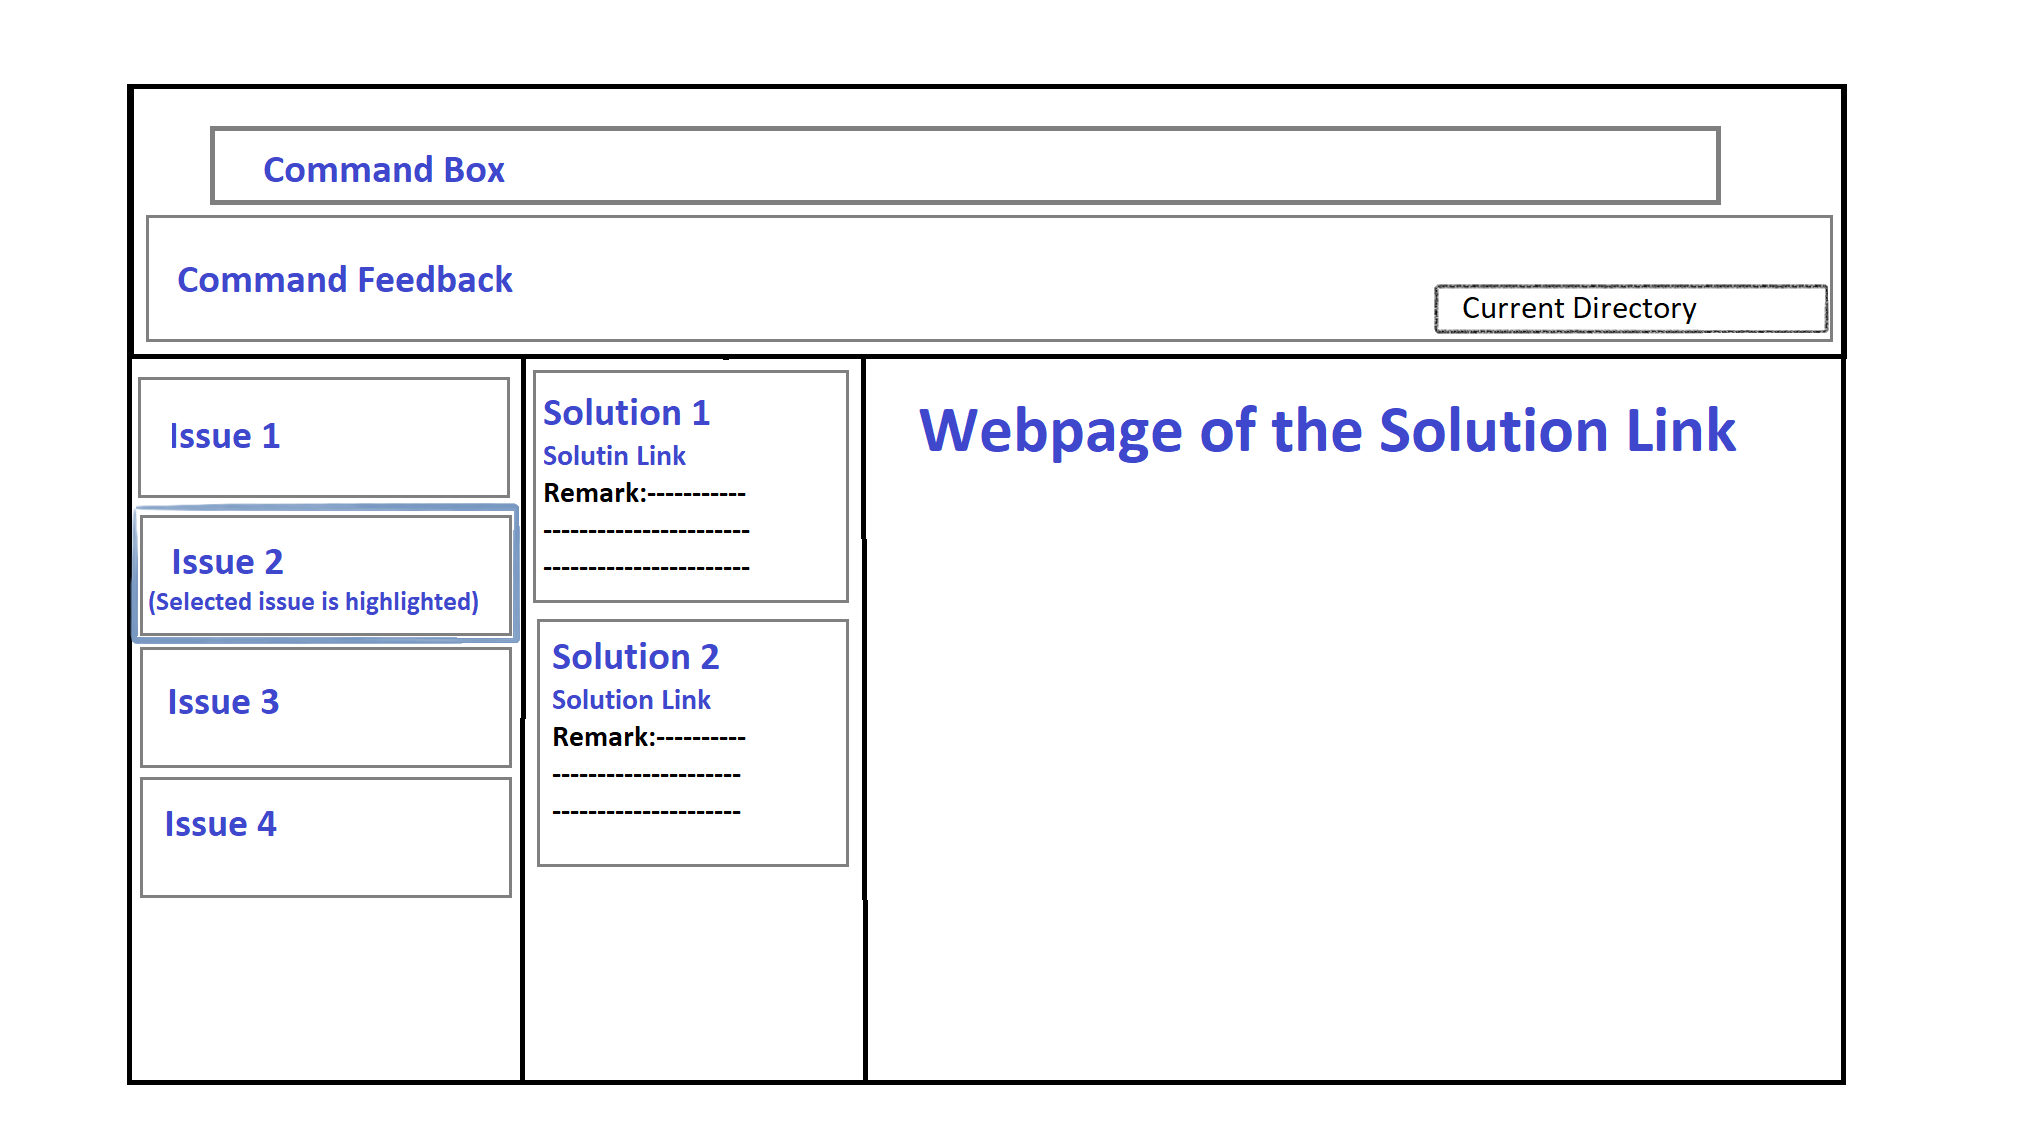 Command Box
Command Feedback
Current Directory
Issue 1
Issue 2
(Selected issue is highlighted)
Issue 3
Issue 4
Solution 1
Solutin Link
Remark:-----------
-----------------------
-----------------------
Solution 2
Solution Link
Remark:----------
---------------------
---------------------
Webpage of the Solution Link